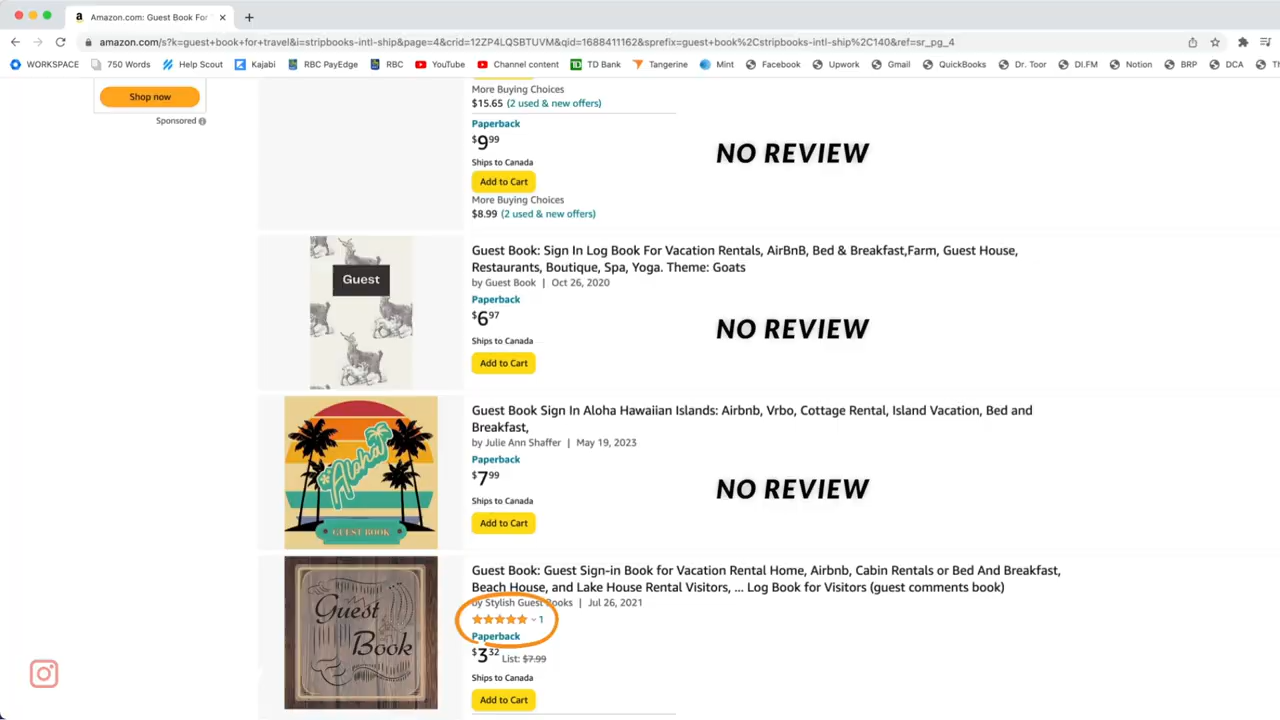 Amazon.com: Guest Book For
amazon.com/s?k=guest+book+for+travel&i=stripbooks-intl-ship&page=4&crid=12ZP4LQSBTUVM&qid=1688411162&sprefix=guest+book%2Cstripbooks-intl-ship%2C140&ref=sr_pg_4
WORKSPACE 750 Words Help Scout Kajabi RBC PayEdge RBC YouTube Channel content TD Bank Tangerine Mint Facebook Upwork Gmail QuickBooks Dr. Toor DI.FM Notion BRP DCA Th
Shop now
Sponsored
More Buying Choices
$15.65 (2 used & new offers)
Paperback
$9.99
Ships to Canada
Add to Cart
More Buying Choices
$8.99 (2 used & new offers)
NO REVIEW
Guest
Guest Book: Sign In Log Book For Vacation Rentals, AirBnB, Bed & Breakfast,Farm, Guest House,
Restaurants, Boutique, Spa, Yoga. Theme: Goats
by Guest Book | Oct 26, 2020
Paperback
$6.97
Ships to Canada
Add to Cart
NO REVIEW
Aloha
GUEST BOOK
Guest Book Sign In Aloha Hawaiian Islands: Airbnb, Vrbo, Cottage Rental, Island Vacation, Bed and
Breakfast,
by Julie Ann Shaffer | May 19, 2023
Paperback
$7.99
Ships to Canada
Add to Cart
NO REVIEW
Guest
Book
Guest Book: Guest Sign-in Book for Vacation Rental Home, Airbnb, Cabin Rentals or Bed And Breakfast,
Beach House, and Lake House Rental Visitors, ... Log Book for Visitors (guest comments book)
by Stylish Guest Books | Jul 26, 2021
1
Paperback
$3.32 List: $7.99
Ships to Canada
Add to Cart